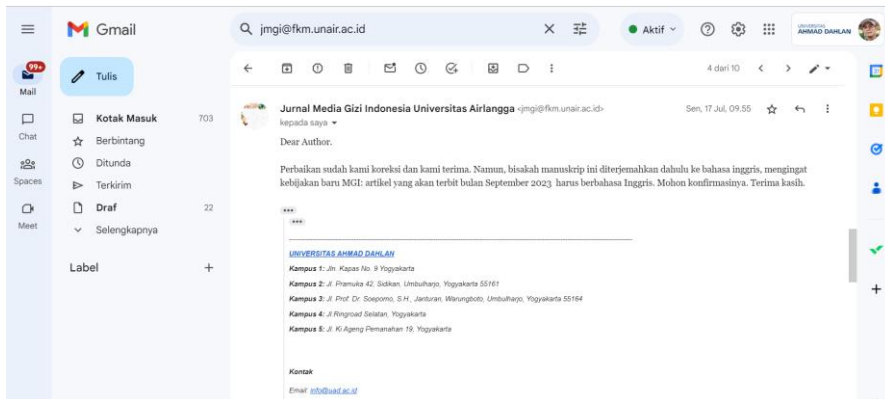 Gmail
jmgi@fkm.unair.ac.id
Aktif
UNIVERSITAS
AHMAD DAHLAN
99+
Mail
Chat
Spaces
Meet
Tulis
Kotak Masuk 703
Berbintang
Ditunda
Terkirim
Draf 22
Selengkapnya
Label
4 dari 10
Jurnal Media Gizi Indonesia Universitas Airlangga <jmgi@fkm.unair.ac.id>
Sen, 17 Jul, 09.55
kepada saya
Dear Author.
Perbaikan sudah kami koreksi dan kami terima. Namun, bisakah manuskrip ini diterjemahkan dahulu ke bahasa inggris, mengingat
kebijakan baru MGI: artikel yang akan terbit bulan September 2023 harus berbahasa Inggris. Mohon konfirmasinya. Terima kasih.
UNIVERSITAS AHMAD DAHLAN
Kampus 1: Jln. Kapas No. 9 Yogyakarta
Kampus 2: Jl. Pramuka 42, Sidikan, Umbulharjo, Yogyakarta 55161
Kampus 3: Jl. Prof. Dr. Soepomo, S.H., Janturan, Warungboto, Umbulharjo, Yogyakarta 55164
Kampus 4: Jl.Ringroad Selatan, Yogyakarta
Kampus 5: Jl. Ki Ageng Pemanahan 19, Yogyakarta
Kontak
Email: info@uad.ac.id